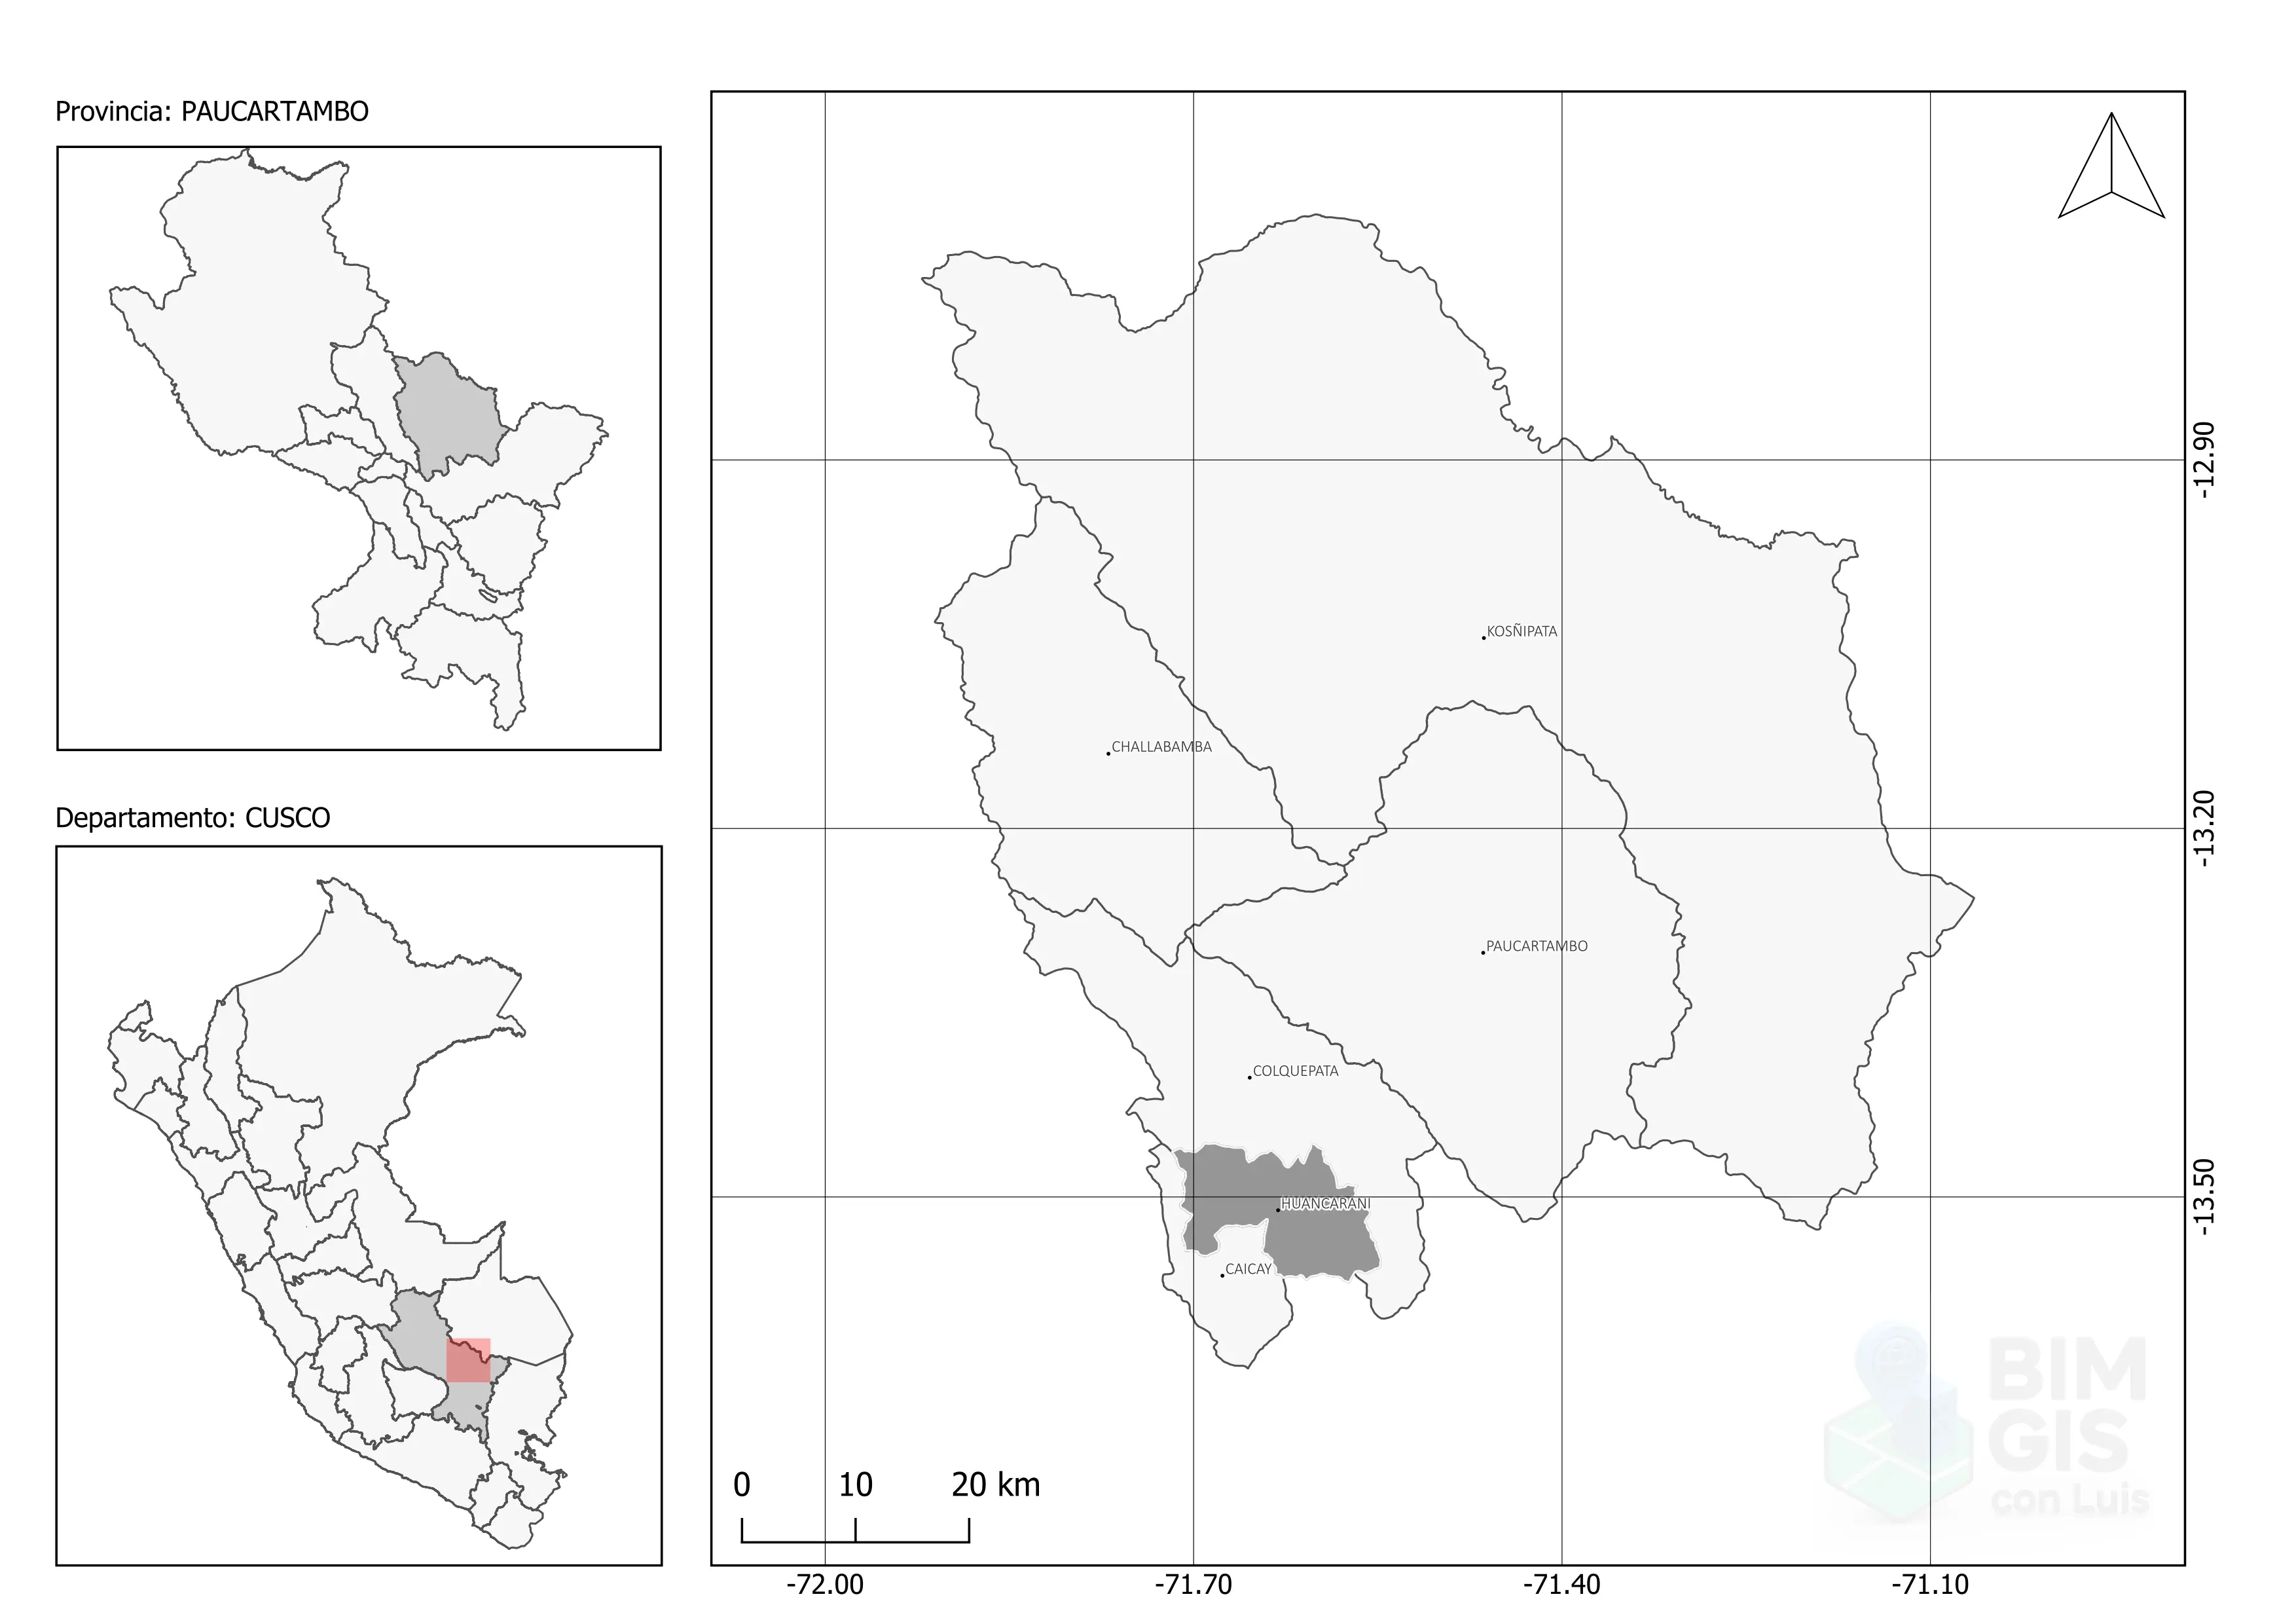 Provincia: PAUCARTAMBO
Departamento: CUSCO
KOSÑIPATA
CHALLABAMBA
PAUCARTAMBO
COLQUEPATA
HUANCARANI
CAICAY
-12.90
-13.20
-13.50
0 10 20 km
-72.00 -71.70 -71.40 -71.10
BIM
GIS
con Luis